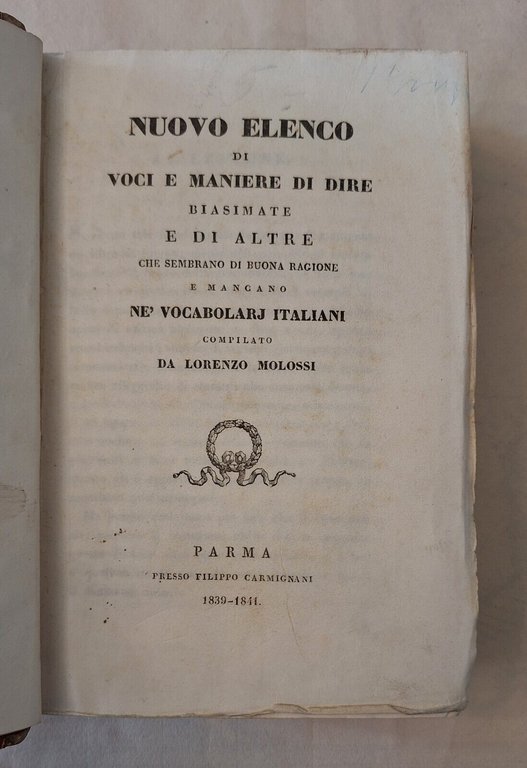 NUOVO ELENCO
DI
VOCI E MANIERE DI DIRE
BIASIMATE
E DI ALTRE
CHE SEMBRANO DI BUONA RAGIONE
E MANCANO
NE' VOCABOLARJ ITALIANI
COMPILATO
DA LORENZO MOLOSSI
PARMA
PRESSO FILIPPO CARMIGNANI
1839-1841.